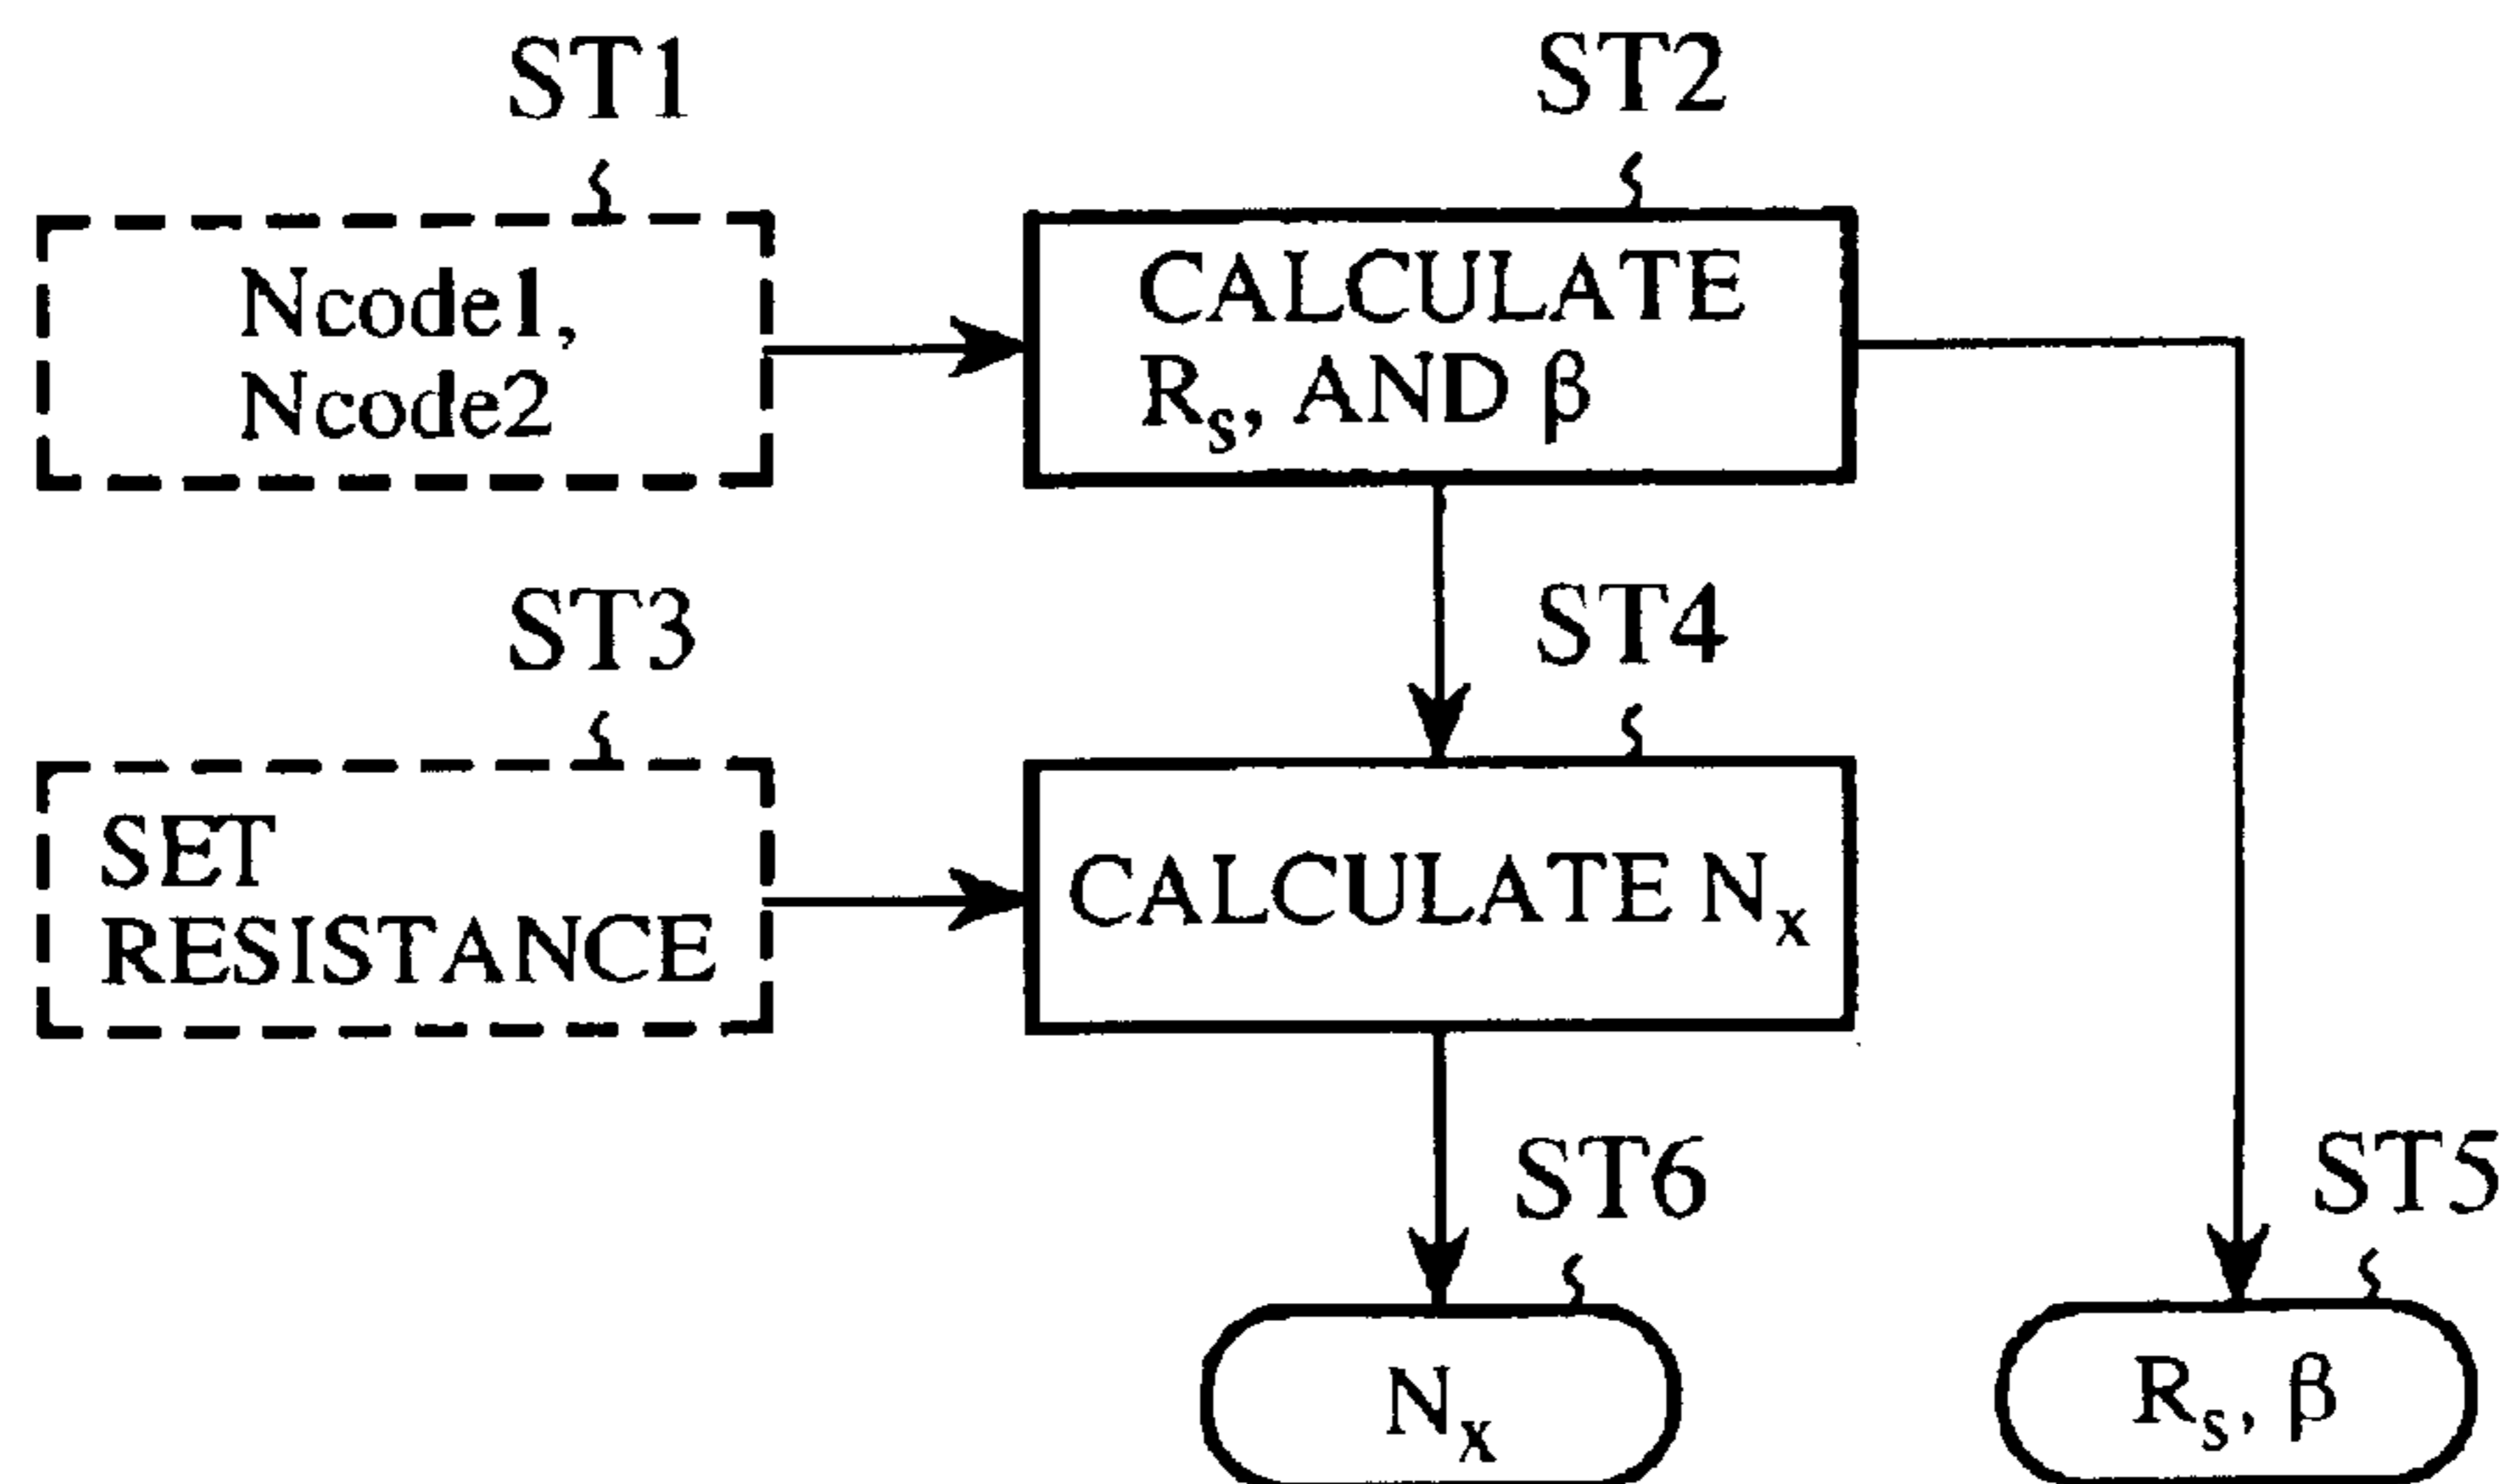 ST1
ST2
Ncode1,
Ncode2
CALCULATE
Rs, AND β
ST3
ST4
SET
RESISTANCE
CALCULATE Nx
ST6
ST5
Nx
Rs, β